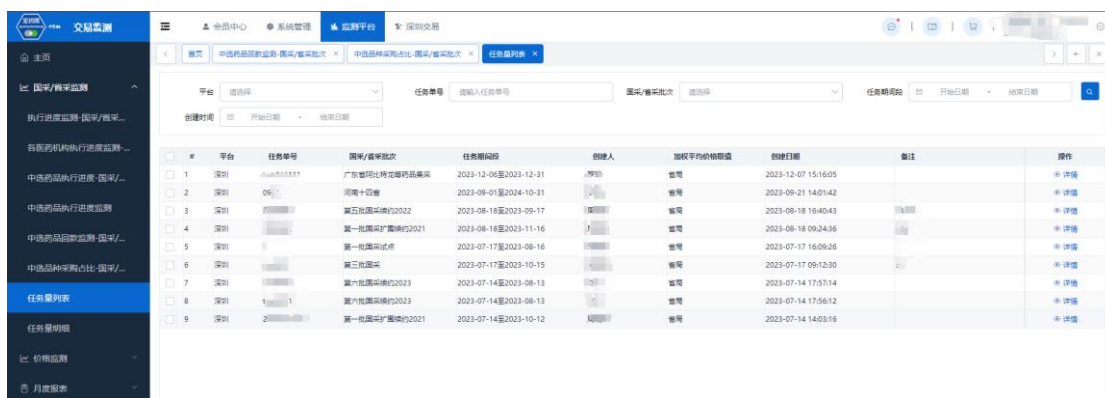 交易监测
会员中心 系统管理 监测平台 深圳交易
主页
首页 中选药品回款监测-国采/省采批次 × 中选品种采购占比-国采/省采批次 × 任务量列表 ×
国采/省采监测
平台 请选择 任务单号 请输入任务单号 国采/省采批次 请选择 任务期间段 开始日期 - 结束日期
创建时间 开始日期 - 结束日期
执行进度监测-国采/省采...
各医药机构执行进度监测-...
中选药品执行进度-国采/...
中选药品执行进度监测
中选药品回款监测-国采/...
中选品种采购占比-国采/...
任务量列表
任务量明细
价格监测
月度报表
# 平台 任务单号 国采/省采批次 任务期间段 创建人 加权平均价格取值 创建日期 备注 操作
1 深圳 广东省阿比特龙等药品集采 2023-12-06至2023-12-31 省局 2023-12-07 15:16:05 详情
2 深圳 河南十四省 2023-09-01至2024-10-31 省局 2023-09-21 14:01:42 详情
3 深圳 第五批国采续约2022 2023-08-18至2023-09-17 省局 2023-08-18 16:40:43 详情
4 深圳 第一批国采扩围续约2021 2023-08-18至2023-11-16 省局 2023-08-18 09:24:36 详情
5 深圳 第一批国采试点 2023-07-17至2023-08-16 省局 2023-07-17 16:09:26 详情
6 深圳 第三批国采 2023-07-17至2023-10-15 省局 2023-07-17 09:12:30 详情
7 深圳 第六批国采续约2023 2023-07-14至2023-08-13 省局 2023-07-14 17:57:14 详情
8 深圳 第六批国采续约2023 2023-07-14至2023-08-13 省局 2023-07-14 17:56:12 详情
9 深圳 第一批国采扩围续约2021 2023-07-14至2023-10-12 省局 2023-07-14 14:03:16 详情